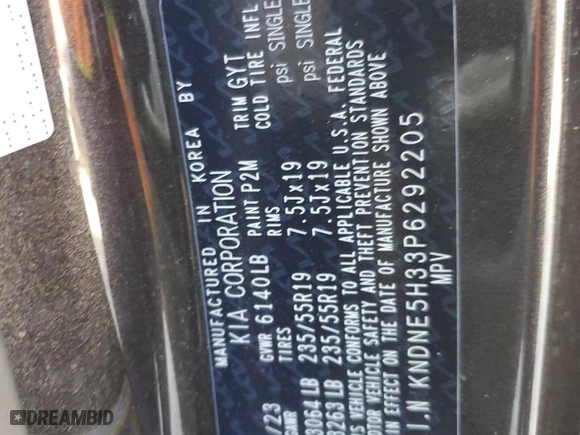 MANUFACTURED IN KOREA BY
KIA CORPORATION
GVWR 6140LB PAINT P2M TRIM GYT
TIRES RIMS COLD TIRE INFL
3064LB 235/55R19 7.5Jx19 psi SINGLE
3263LB 235/55R19 7.5Jx19 psi SINGLE
VEHICLE CONFORMS TO ALL APPLICABLE U.S.A. FEDERAL
VEHICLE SAFETY AND THEFT PREVENTION STANDARDS
IN EFFECT ON THE DATE OF MANUFACTURE SHOWN ABOVE
I.N KNDNE5H33P6292205
MPV
/23
DREAMBID